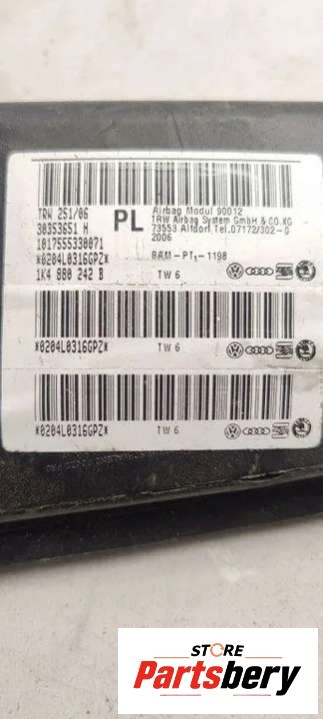 TRW 251/06
30353651 M
1017555330071
*0204L0316GPZ*
1K4 880 242 B
PL
Airbag Modul 90012
TRW Airbag System GmbH & CO.KG
73553 Alfdorf Tel.07172/302-0
2006
BAM-PT₁-1198
TW 6
*0204L0316GPZ*
TW 6
*0204L0316GPZ*
TW 6
STORE
Partsbery